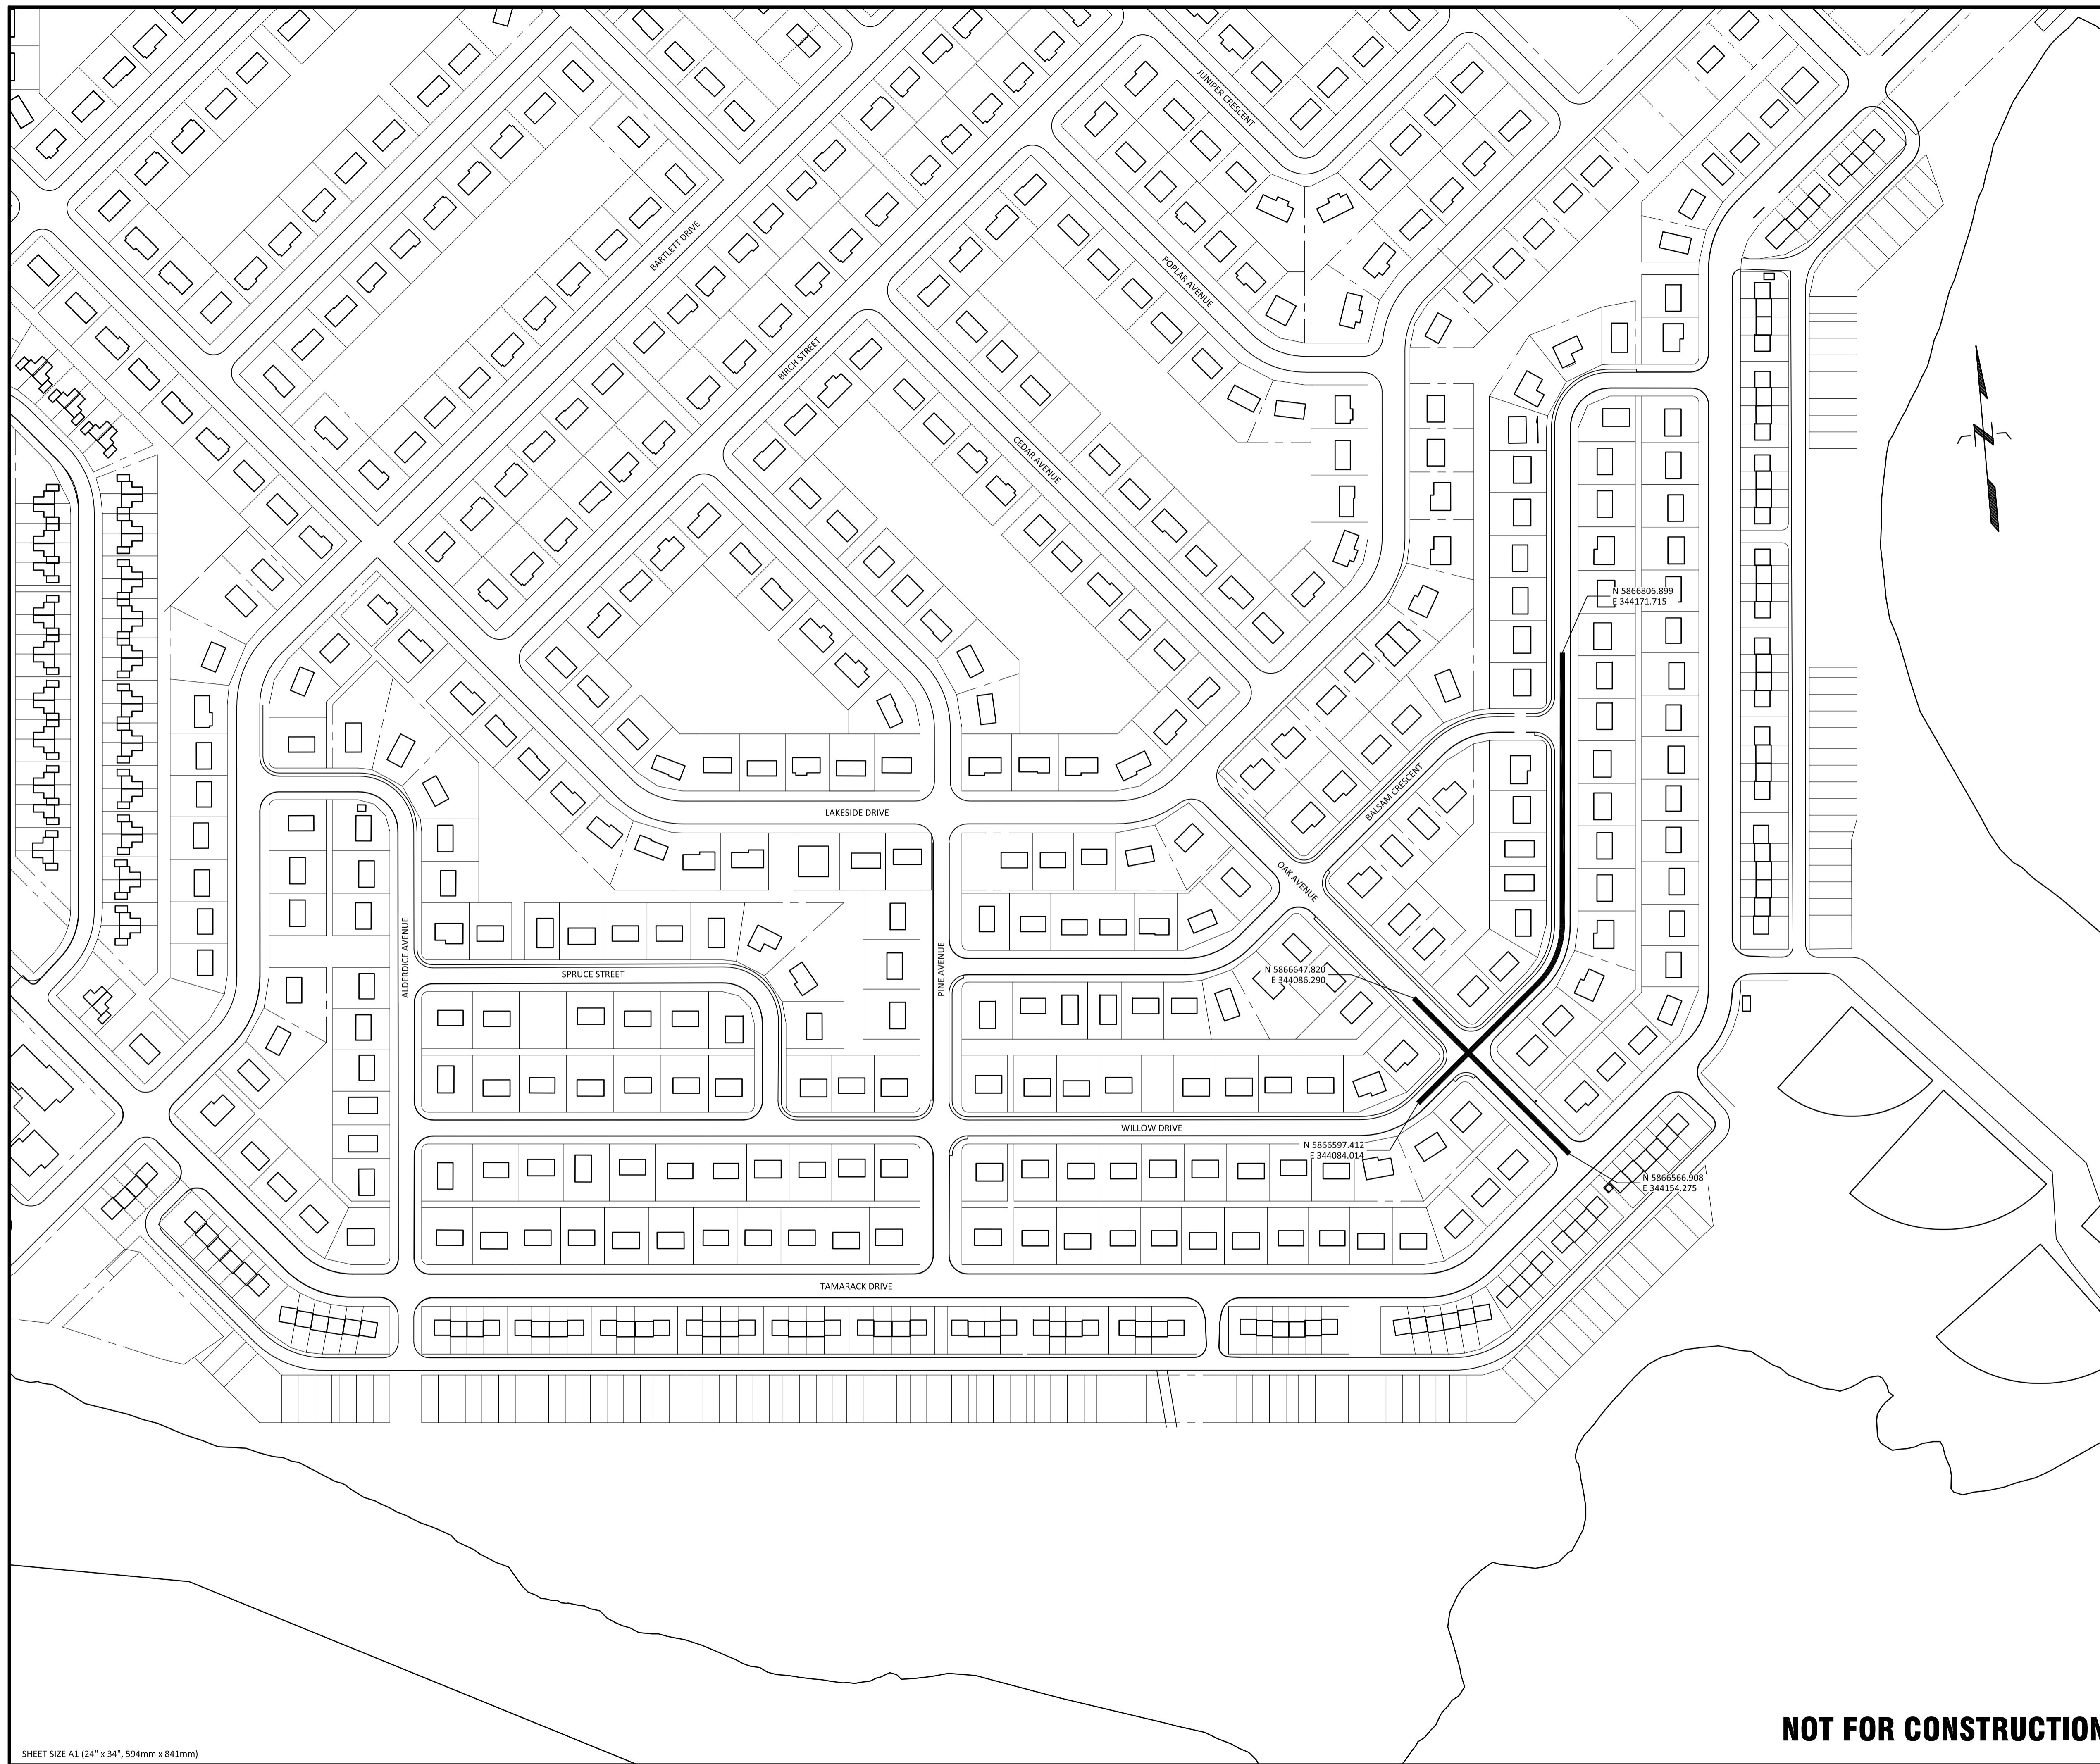 JUNIPER CRESCENT
BARTLETT DRIVE
POPLAR AVENUE
BIRCH STREET
CEDAR AVENUE
N 5866806.899
E 344171.715
BALSAM CRESCENT
LAKESIDE DRIVE
OAK AVENUE
ALDERDICE AVENUE
PINE AVENUE
SPRUCE STREET
N 5866647.820
E 344086.290
WILLOW DRIVE
N 5866597.412
E 344084.014
N 5866566.908
E 344154.275
TAMARACK DRIVE
NOT FOR CONSTRUCTION
SHEET SIZE A1 (24" x 34", 594mm x 841mm)